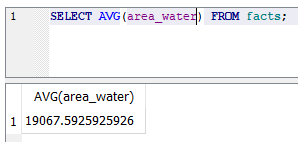 1 SELECT AVG(area_water) FROM facts;
AVG(area_water)
1 19067.5925925926